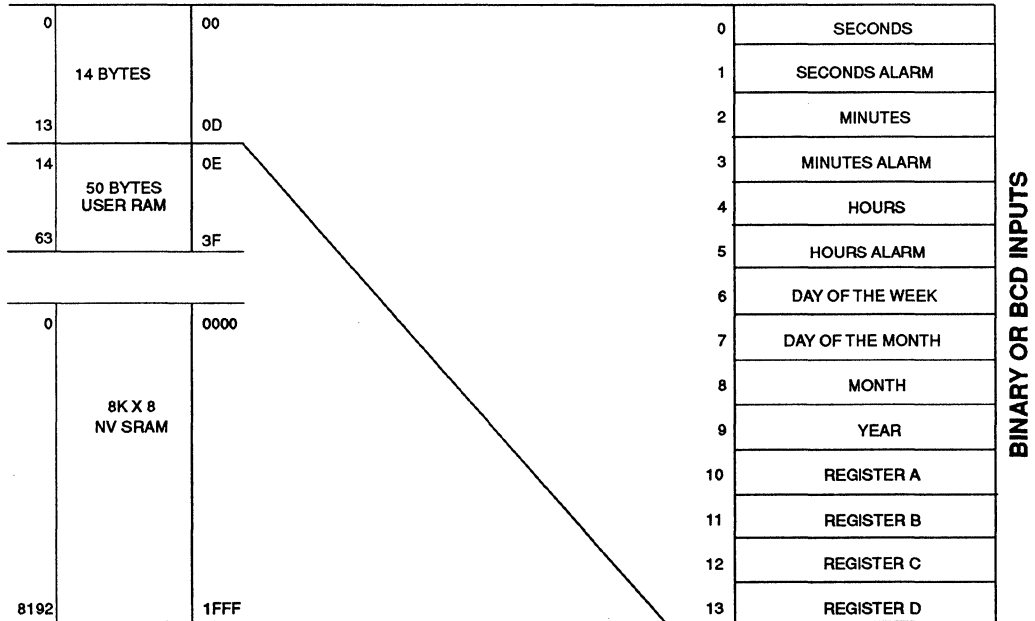 0 00
14 BYTES
13 0D
14 0E
50 BYTES
USER RAM
63 3F
0 0000
8K X 8
NV SRAM
8192 1FFF
0 SECONDS
1 SECONDS ALARM
2 MINUTES
3 MINUTES ALARM
4 HOURS
5 HOURS ALARM
6 DAY OF THE WEEK
7 DAY OF THE MONTH
8 MONTH
9 YEAR
10 REGISTER A
11 REGISTER B
12 REGISTER C
13 REGISTER D
BINARY OR BCD INPUTS